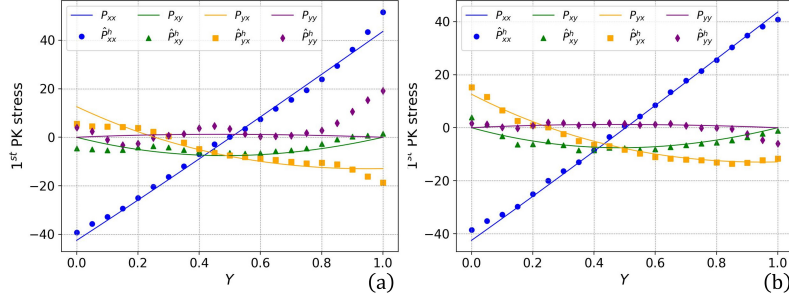 P_xx P_xy P_yx P_yy
P̂^h_xx P̂^h_xy P̂^h_yx P̂^h_yy
1^st PK stress
40
20
0
−20
−40
0.0 0.2 0.4 0.6 0.8 1.0
Y
(a)
P_xx P_xy P_yx P_yy
P̂^h_xx P̂^h_xy P̂^h_yx P̂^h_yy
PK stress
40
20
0
−20
−40
0.0 0.2 0.4 0.6 0.8 1.0
Y
(b)